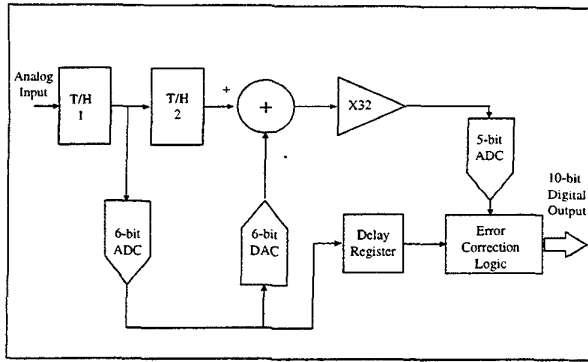 Analog
Input
T/H
1
T/H
2
+
+
X32
5-bit
ADC
10-bit
Digital
Output
6-bit
ADC
6-bit
DAC
Delay
Register
Error
Correction
Logic